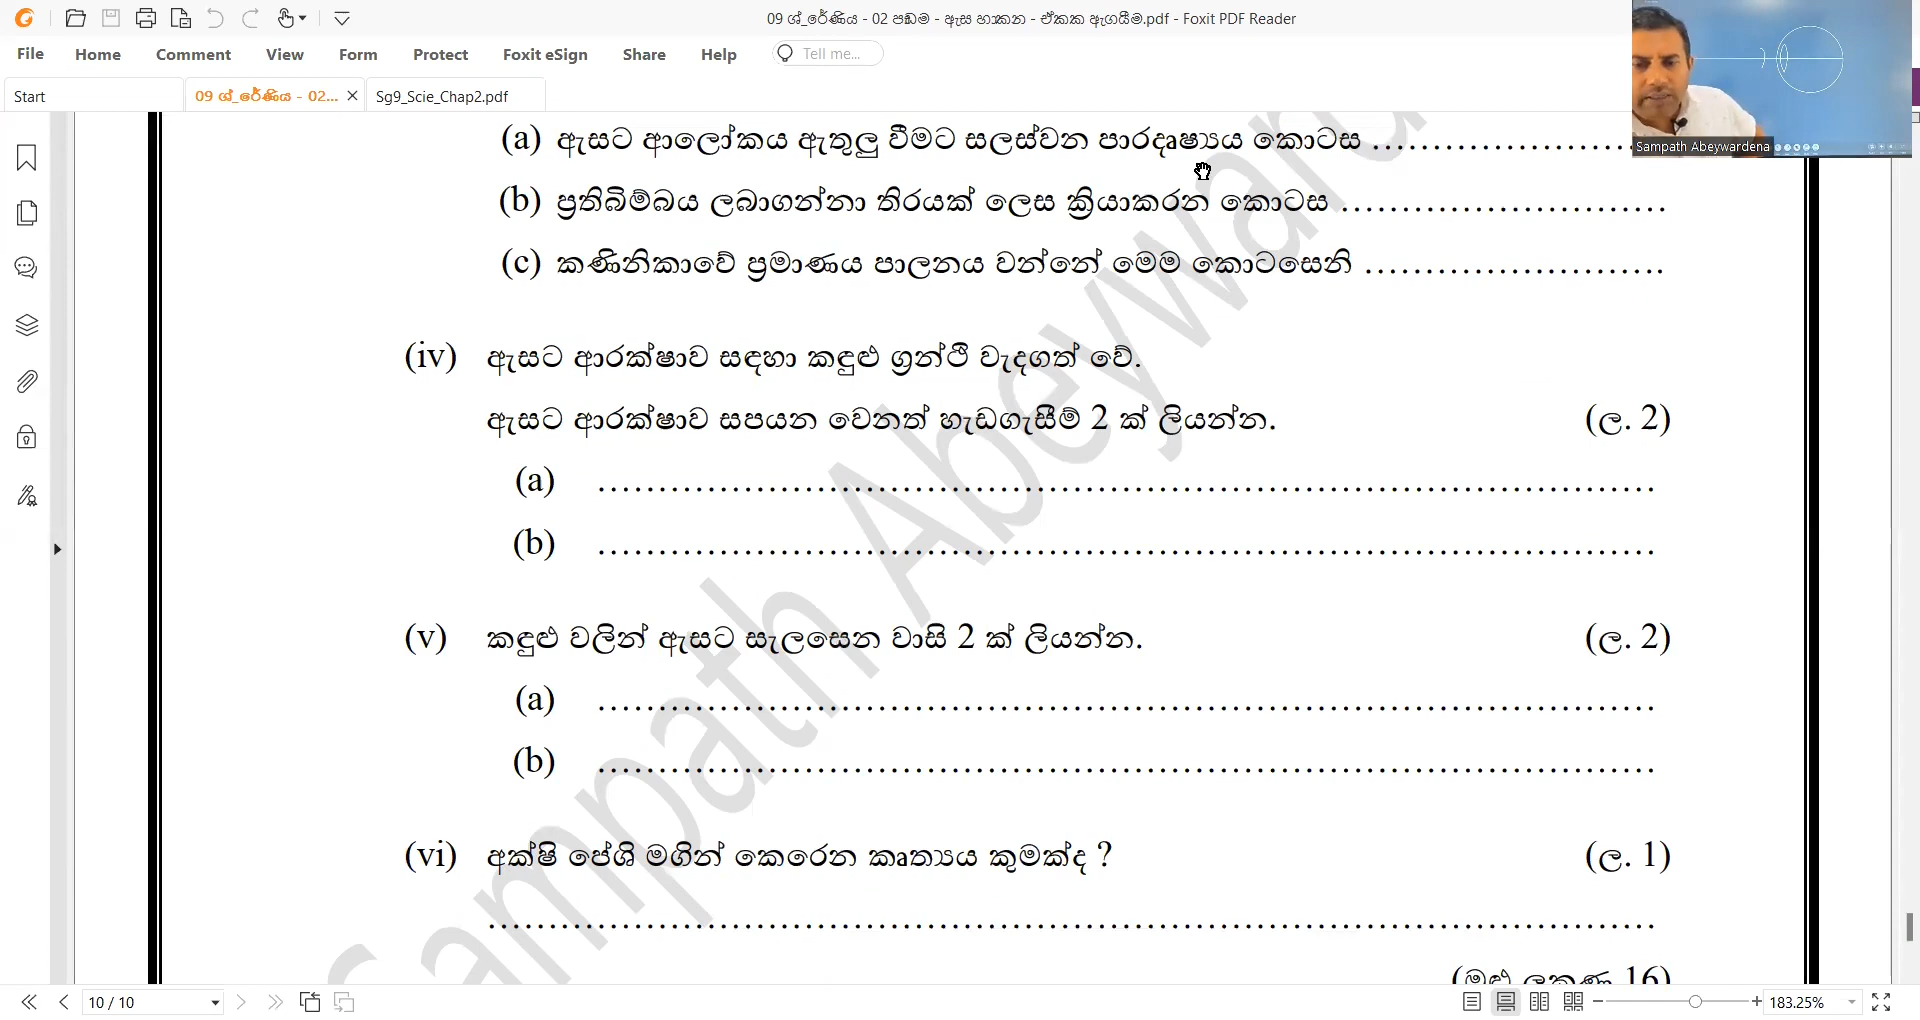 09 ශ්‍රේණිය - 02 පාඩම - ඇස හා කන - ඒකක ඇගයීම.pdf - Foxit PDF Reader
File Home Comment View Form Protect Foxit eSign Share Help Tell me...
Start 09 ශ්‍රේණිය - 02... Sg9_Scie_Chap2.pdf
Sampath Abeywardena
(a) ඇසට ආලෝකය ඇතුලු වීමට සලස්වන පාරදෘෂ්‍යය කොටස ......................
(b) ප්‍රතිබිම්බය ලබාගන්නා තිරයක් ලෙස ක්‍රියාකරන කොටස ...........................
(c) කණිනිකාවේ ප්‍රමාණය පාලනය වන්නේ මෙම කොටසෙනි .........................
(iv) ඇසට ආරක්ෂාව සඳහා කඳුළු ග්‍රන්ථි වැදගත් වේ.
ඇසට ආරක්ෂාව සපයන වෙනත් හැඩගැසීම් 2 ක් ලියන්න. (ල. 2)
(a) ........................................................................................
(b) ........................................................................................
(v) කඳුළු වලින් ඇසට සැලසෙන වාසි 2 ක් ලියන්න. (ල. 2)
(a) ........................................................................................
(b) ........................................................................................
(vi) අක්ෂි පේශි මගින් කෙරෙන කෘත්‍යය කුමක්ද ? (ල. 1)
.................................................................................................
(මුළු ලකුණු 16)
Sampath Abeyward
10 / 10 183.25%